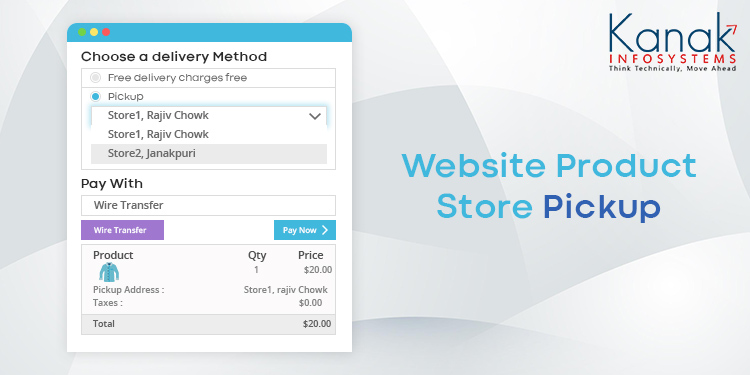 Kanak
INFOSYSTEMS
Think Technically, Move Ahead
Choose a delivery Method
Free delivery charges free
Pickup
Store1, Rajiv Chowk
Store1, Rajiv Chowk
Store2, Janakpuri
Pay With
Wire Transfer
Wire Transfer
Pay Now
Product Qty Price
1 $20.00
Pickup Address : Store1, rajiv Chowk
Taxes : $0.00
Total $20.00
Website Product
Store Pickup